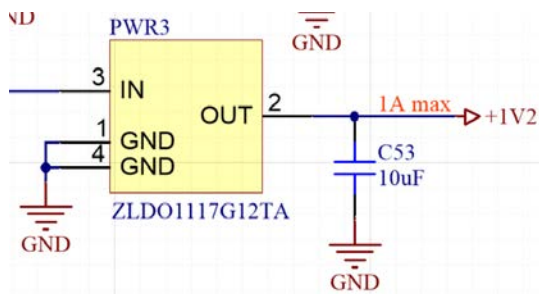 ND
PWR3
GND
3
IN
OUT
2
1A max
+1V2
1
GND
4
GND
C53
10uF
ZLDO1117G12TA
GND
GND